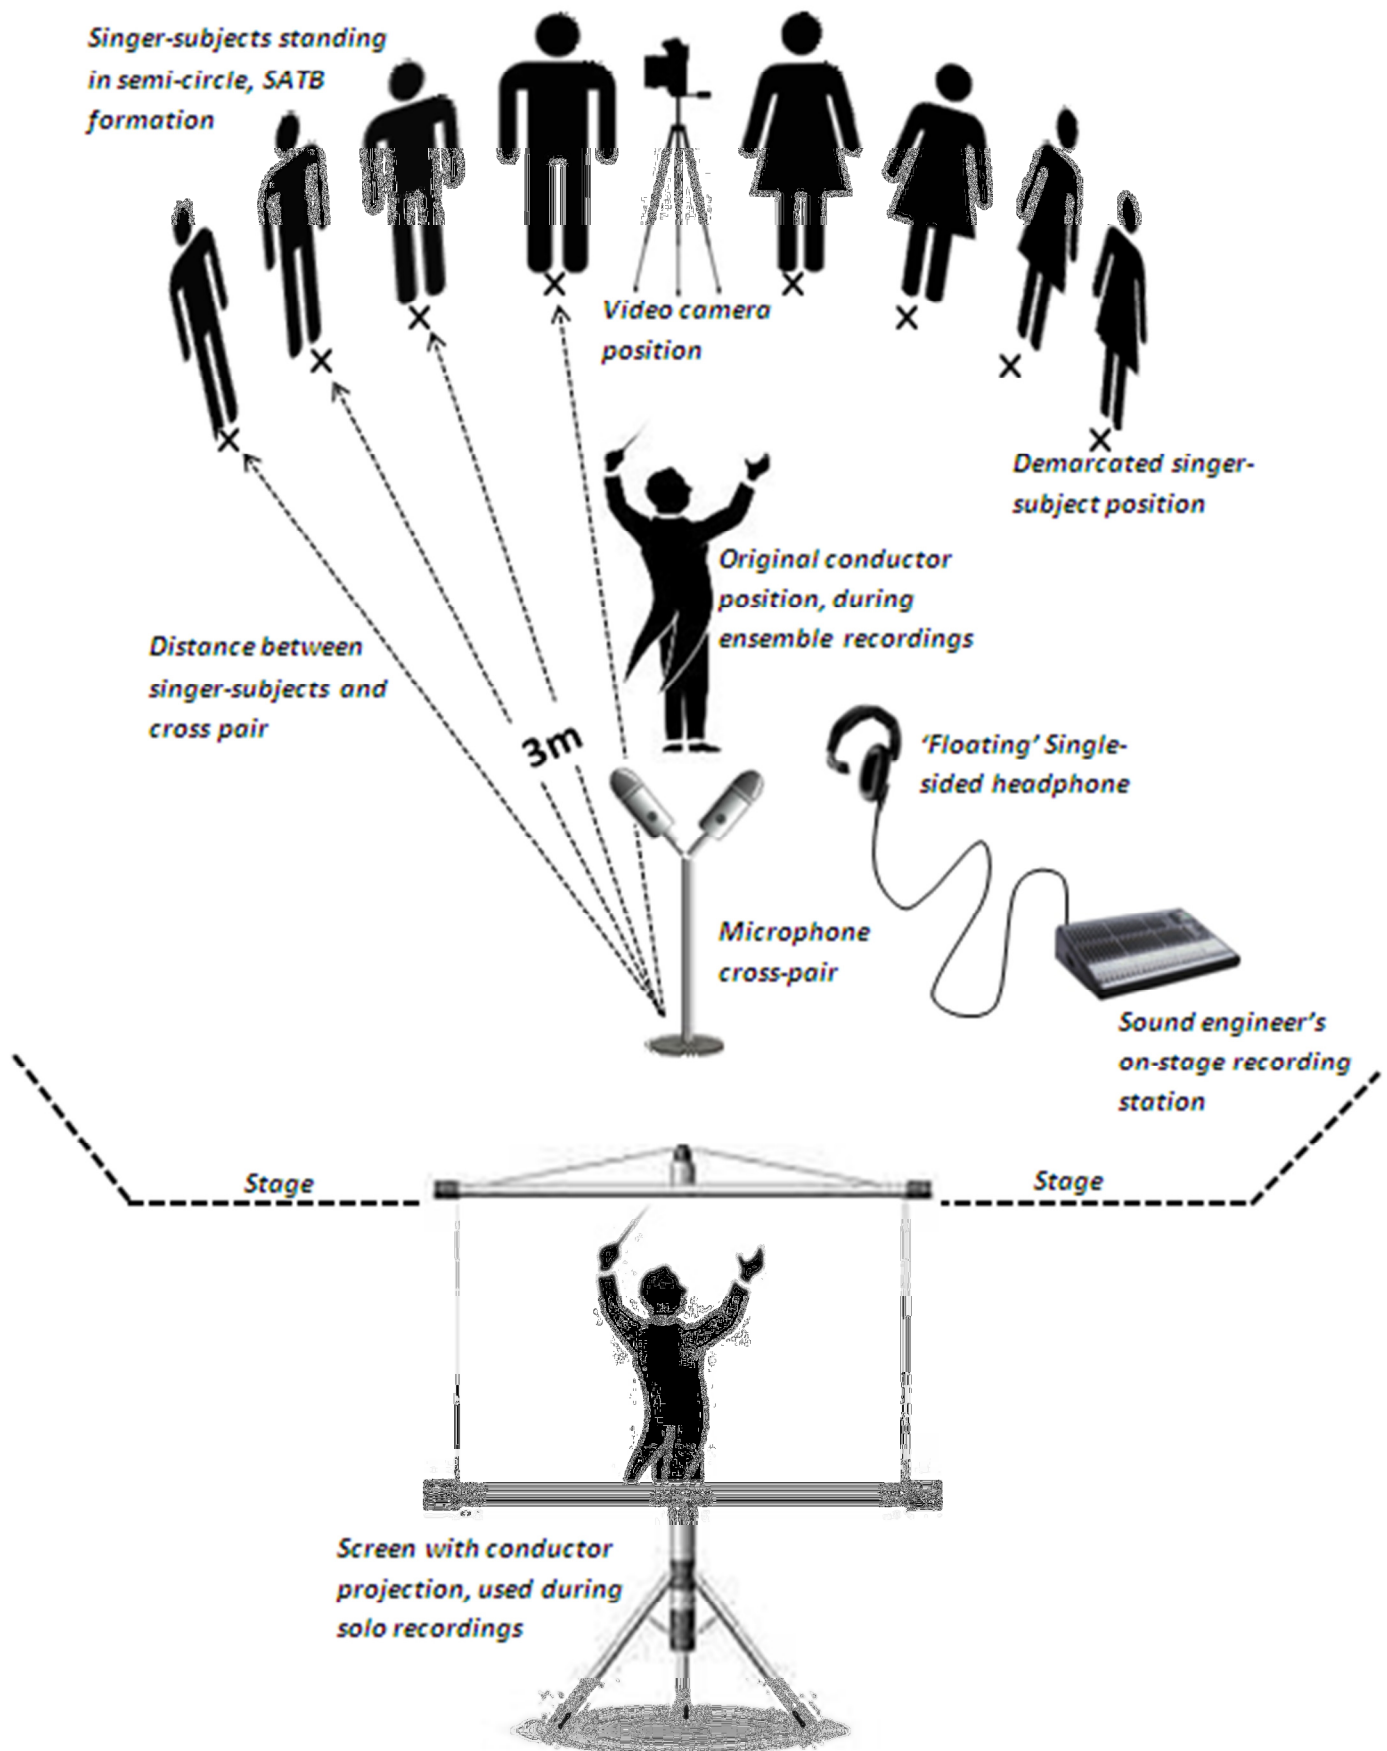 Singer-subjects standing
in semi-circle, SATB
formation
Video camera
position
Demarcated singer-
subject position
Original conductor
position, during
ensemble recordings
Distance between
singer-subjects and
cross pair
3m
‘Floating’ Single-
sided headphone
Microphone
cross-pair
Sound engineer’s
on-stage recording
station
Stage
Stage
Screen with conductor
projection, used during
solo recordings